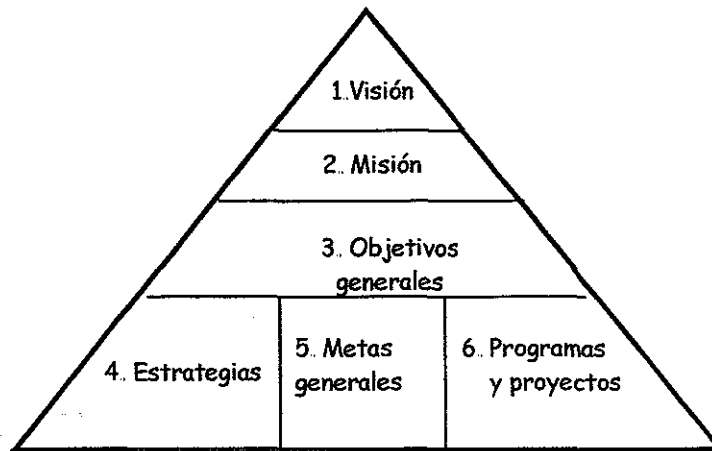 1. Visión
2. Misión
3. Objetivos
generales
4. Estrategias
5. Metas
generales
6. Programas
y proyectos